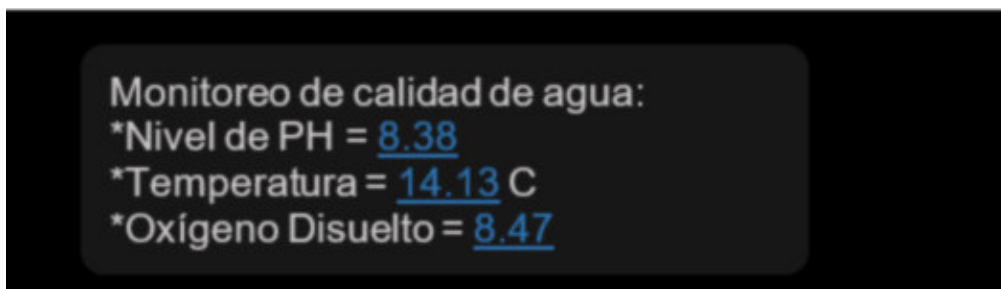 Monitoreo de calidad de agua:
*Nivel de PH = 8.38
*Temperatura = 14.13 C
*Oxígeno Disuelto = 8.47